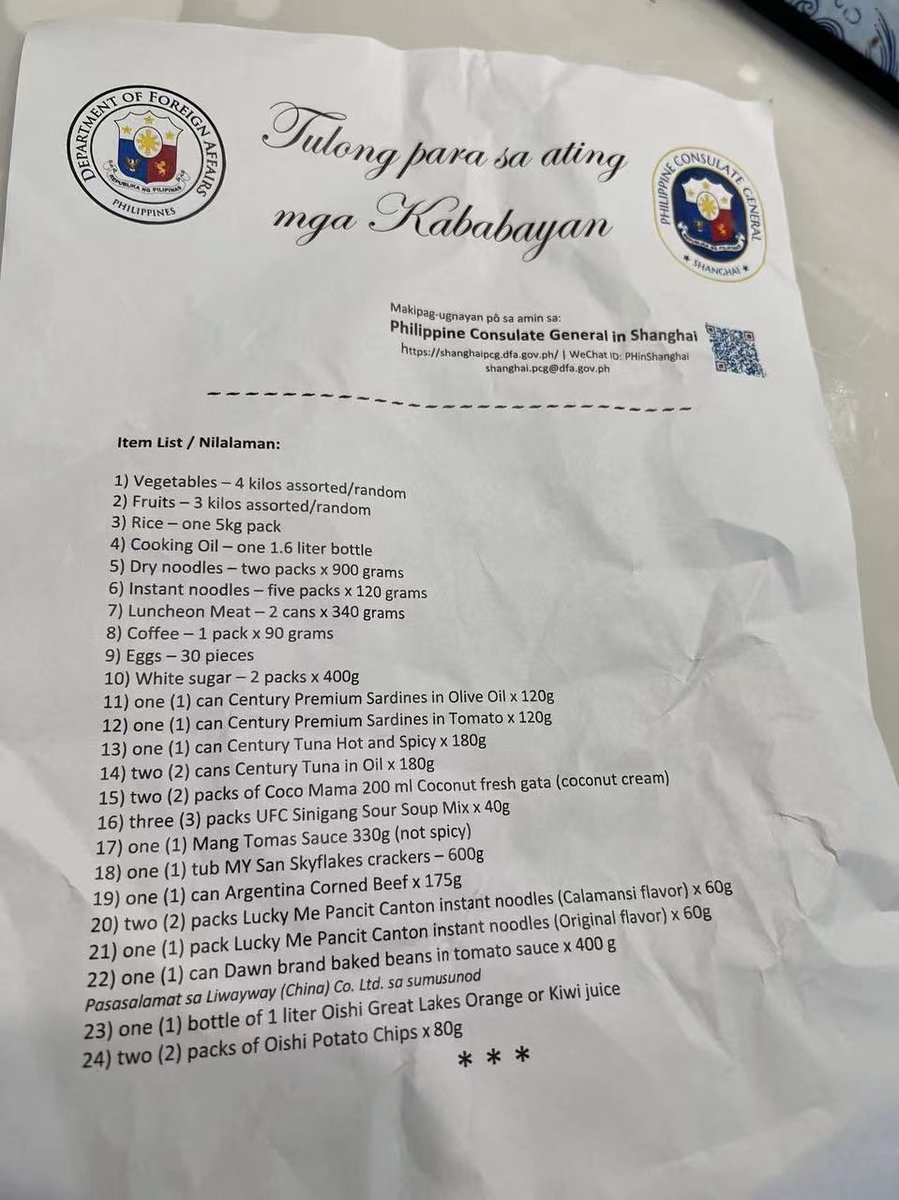 DEPARTMENT OF FOREIGN AFFAIRS
REPUBLIKA NG PILIPINAS
PHILIPPINES
Tulong para sa ating
mga Kababayan
PHILIPPINE CONSULATE GENERAL
REPUBLIKA NG PILIPINAS
★ SHANGHAI ★
Makipag-ugnayan pô sa amin sa:
Philippine Consulate General in Shanghai
https://shanghaipcg.dfa.gov.ph/ | WeChat ID: PHinShanghai
shanghai.pcg@dfa.gov.ph
Item List / Nilalaman:
1) Vegetables – 4 kilos assorted/random
2) Fruits – 3 kilos assorted/random
3) Rice – one 5kg pack
4) Cooking Oil – one 1.6 liter bottle
5) Dry noodles – two packs x 900 grams
6) Instant noodles – five packs x 120 grams
7) Luncheon Meat – 2 cans x 340 grams
8) Coffee – 1 pack x 90 grams
9) Eggs – 30 pieces
10) White sugar – 2 packs x 400g
11) one (1) can Century Premium Sardines in Olive Oil x 120g
12) one (1) can Century Premium Sardines in Tomato x 120g
13) one (1) can Century Tuna Hot and Spicy x 180g
14) two (2) cans Century Tuna in Oil x 180g
15) two (2) packs of Coco Mama 200 ml Coconut fresh gata (coconut cream)
16) three (3) packs UFC Sinigang Sour Soup Mix x 40g
17) one (1) Mang Tomas Sauce 330g (not spicy)
18) one (1) tub MY San Skyflakes crackers – 600g
19) one (1) can Argentina Corned Beef x 175g
20) two (2) packs Lucky Me Pancit Canton instant noodles (Calamansi flavor) x 60g
21) one (1) pack Lucky Me Pancit Canton instant noodles (Original flavor) x 60g
22) one (1) can Dawn brand baked beans in tomato sauce x 400 g
Pasasalamat sa Liwayway (China) Co. Ltd. sa sumusunod
23) one (1) bottle of 1 liter Oishi Great Lakes Orange or Kiwi juice
24) two (2) packs of Oishi Potato Chips x 80g
* * *